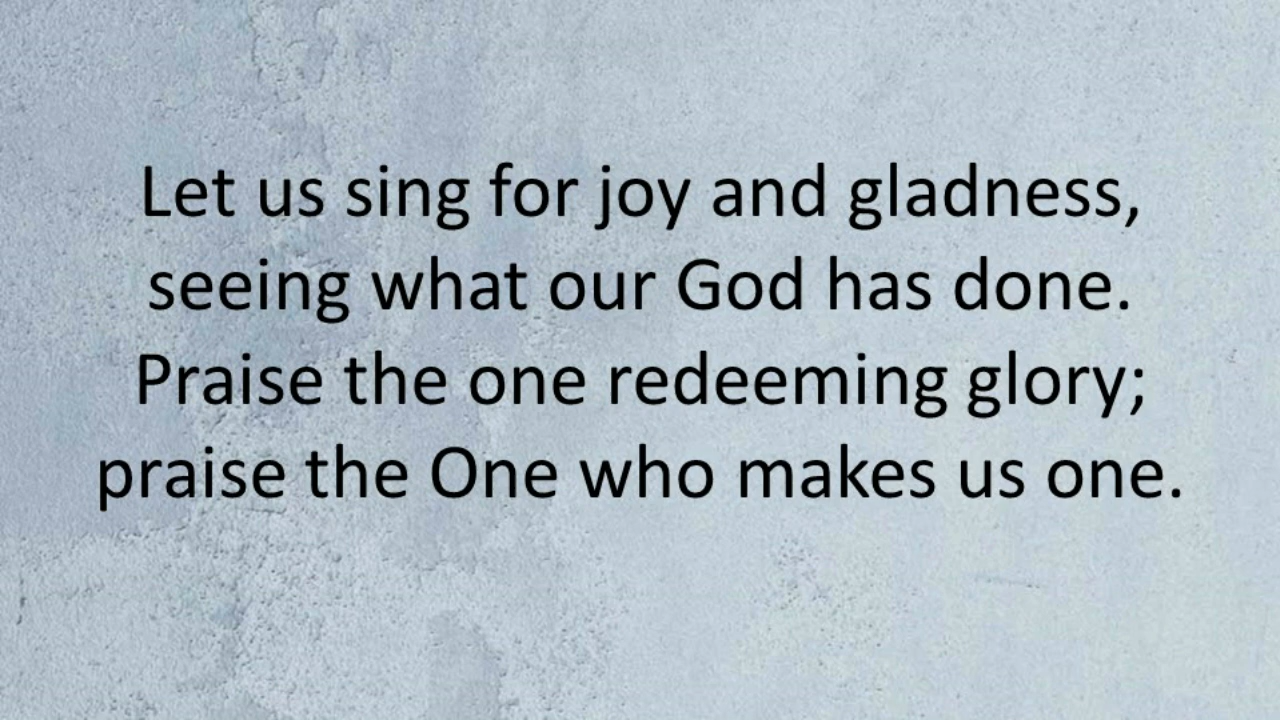 Let us sing for joy and gladness,
seeing what our God has done.
Praise the one redeeming glory;
praise the One who makes us one.